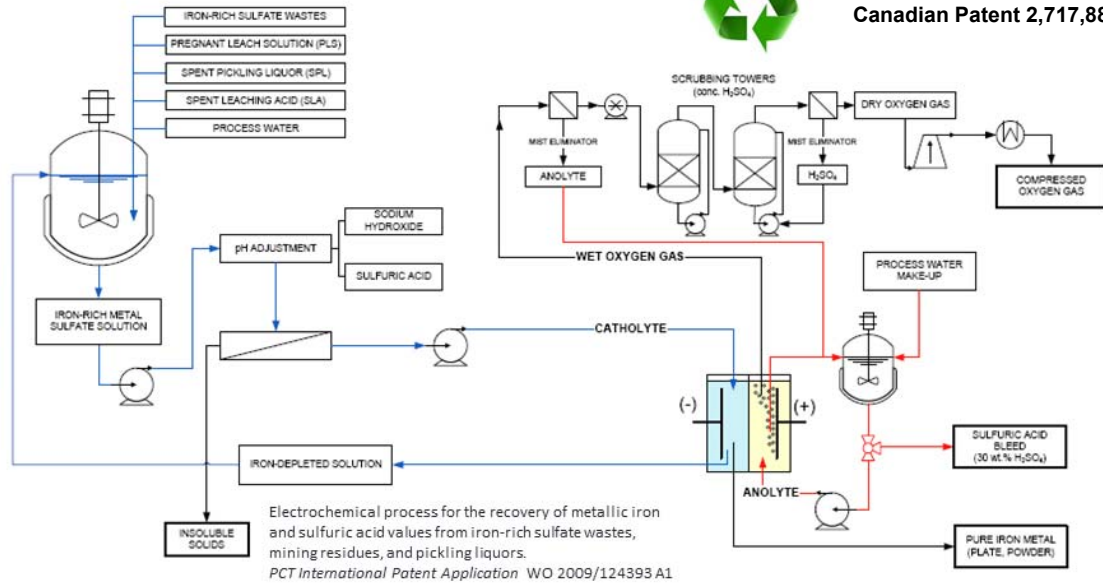 Canadian Patent 2,717,88
IRON-RICH SULFATE WASTES
PREGNANT LEACH SOLUTION (PLS)
SPENT PICKLING LIQUOR (SPL)
SPENT LEACHING ACID (SLA)
PROCESS WATER
SCRUBBING TOWERS
(conc. H₂SO₄)
DRY OXYGEN GAS
MIST ELIMINATOR
MIST ELIMINATOR
ANOLYTE
H₂SO₄
COMPRESSED
OXYGEN GAS
SODIUM
HYDROXIDE
pH ADJUSTMENT
SULFURIC ACID
WET OXYGEN GAS
PROCESS WATER
MAKE-UP
IRON-RICH METAL
SULFATE SOLUTION
CATHOLYTE
(-)
(+)
SULFURIC ACID
BLEED
(30 wt.% H₂SO₄)
IRON-DEPLETED SOLUTION
ANOLYTE
INSOLUBLE
SOLIDS
PURE IRON METAL
(PLATE, POWDER)
Electrochemical process for the recovery of metallic iron
and sulfuric acid values from iron-rich sulfate wastes,
mining residues, and pickling liquors.
PCT International Patent Application WO 2009/124393 A1